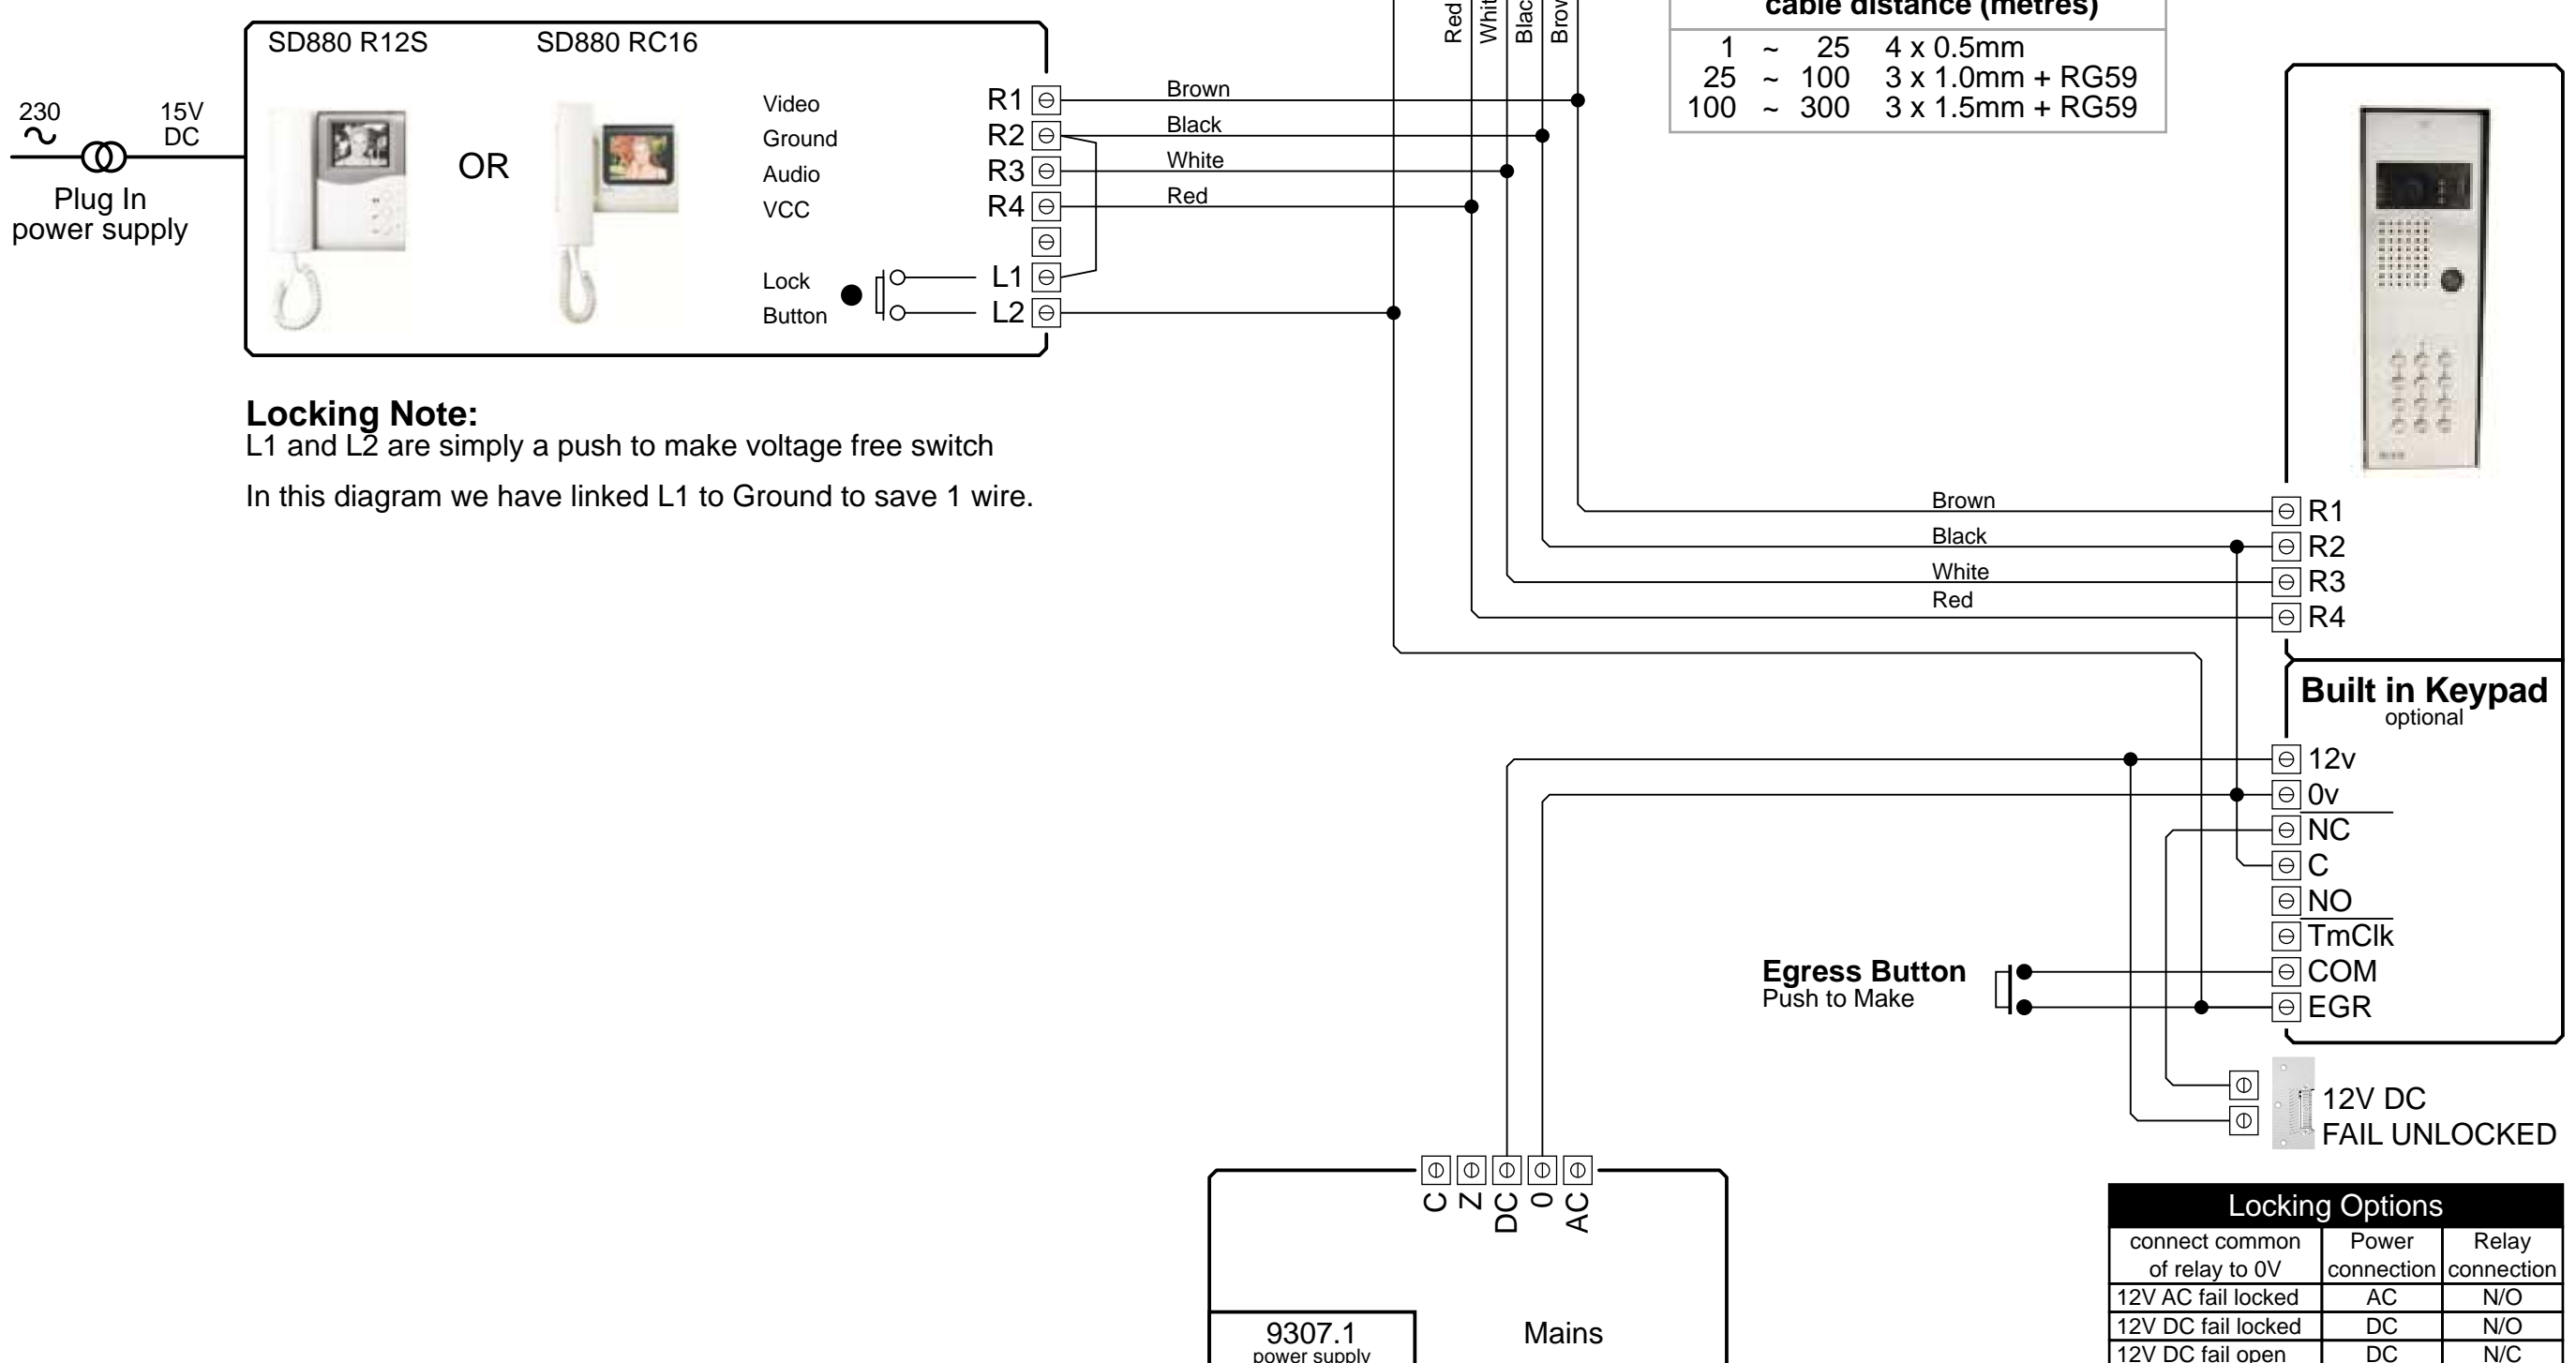 cable distance (metres)
1 ~ 25 4 x 0.5mm
25 ~ 100 3 x 1.0mm + RG59
100 ~ 300 3 x 1.5mm + RG59
Red
SD880 R12S
SD880 RC16
230
15V
DC
Plug In
power supply
OR
Video R1 Brown
Ground R2 Black
Audio R3 White
VCC R4 Red
Lock L1
Button L2
Locking Note:
L1 and L2 are simply a push to make voltage free switch
In this diagram we have linked L1 to Ground to save 1 wire.
Brown R1
Black R2
White R3
Red R4
Built in Keypad
optional
12v
0v
NC
C
NO
TmClk
COM
EGR
Egress Button
Push to Make
12V DC
FAIL UNLOCKED
C Z DC 0 AC
9307.1
power supply
Mains
Locking Options
connect common of relay to 0V
Power connection
Relay connection
12V AC fail locked AC N/O
12V DC fail locked DC N/O
12V DC fail open DC N/C